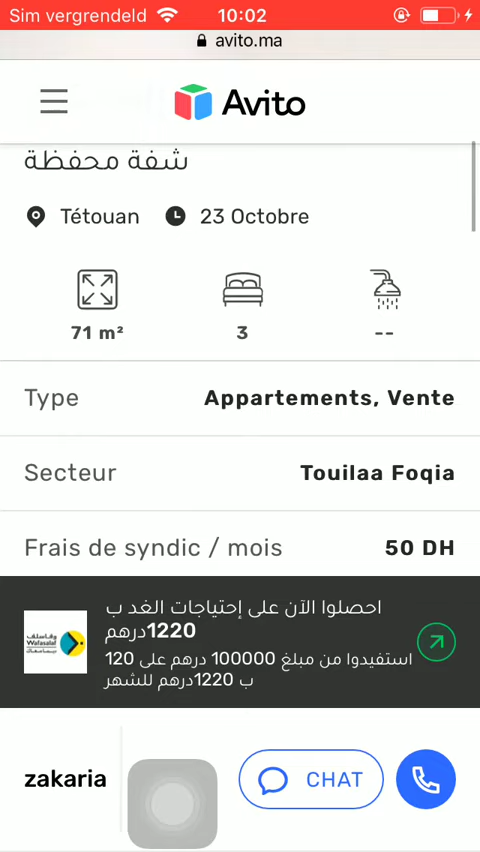 Sim vergrendeld 10:02
avito.ma
Avito
شفة محفظة
Tétouan 23 Octobre
71 m² 3 --
Type Appartements, Vente
Secteur Touilaa Foqia
Frais de syndic / mois 50 DH
احصلوا الآن على إحتياجات الغد ب
1220درهم
استفيدوا من مبلغ 100000 درهم على 120
ب 1220درهم للشهر
وفاسلف
Wafasalaf
zakaria CHAT